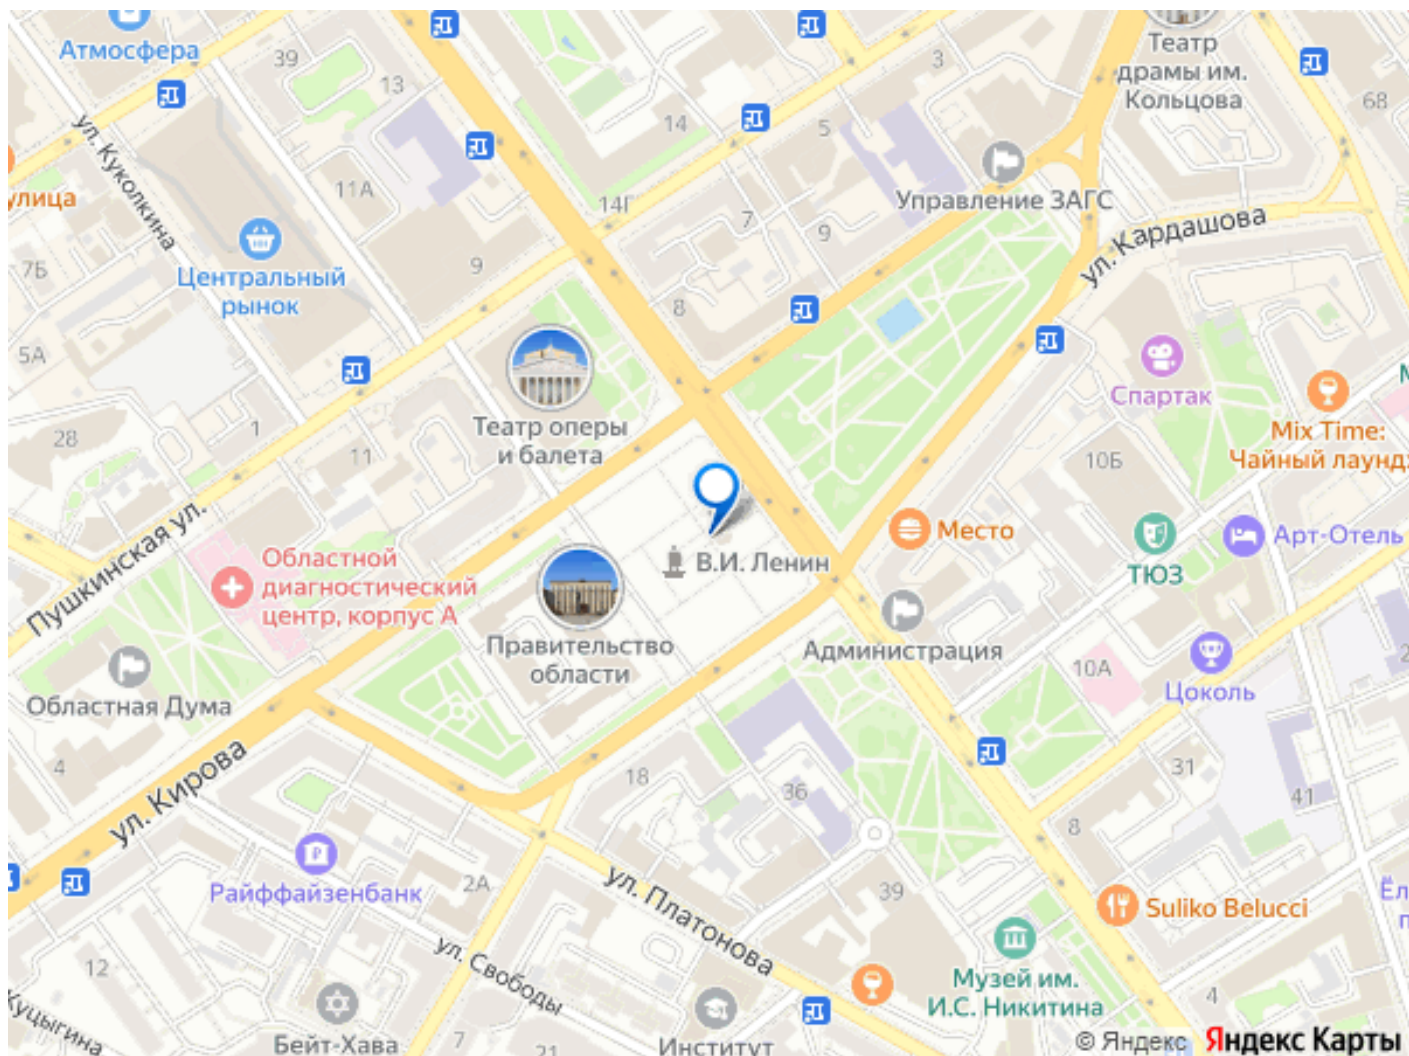 Атмосфера
39
13
3
Театр
драмы им.
Кольцова
68
14
5
ул. Куколкина
11А
14Г
Управление ЗАГС
улица
7
9
ул. Кардашова
7Б
Центральный
рынок
9
8
5А
Спартак
28
1
11
Театр оперы
и балета
Mix Time:
Чайный лаундж
10Б
Пушкинская ул.
Место
Арт-Отель
Областной
диагностический
центр, корпус А
В.И. Ленин
ТЮЗ
Правительство
области
Администрация
10А
Цоколь
Областная Дума
4
ул. Кирова
18
36
31
41
8
Райффайзенбанк
2А
ул. Платонова
39
Suliko Belucci
ул. Свободы
12
Музей им.
И.С. Никитина
4
Куцыгина
Бейт-Хава
7
21
Институт
© Яндекс Яндекс Карты